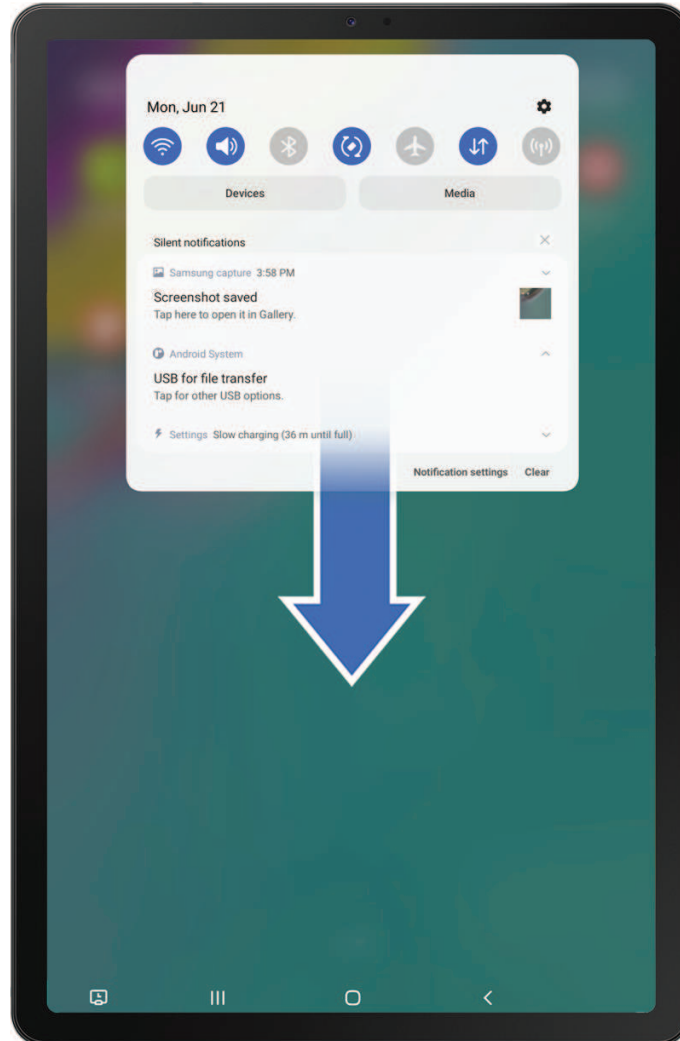 Mon, Jun 21
Devices Media
Silent notifications
Samsung capture 3:58 PM
Screenshot saved
Tap here to open it in Gallery.
Android System
USB for file transfer
Tap for other USB options.
Settings Slow charging (36 m until full)
Notification settings Clear